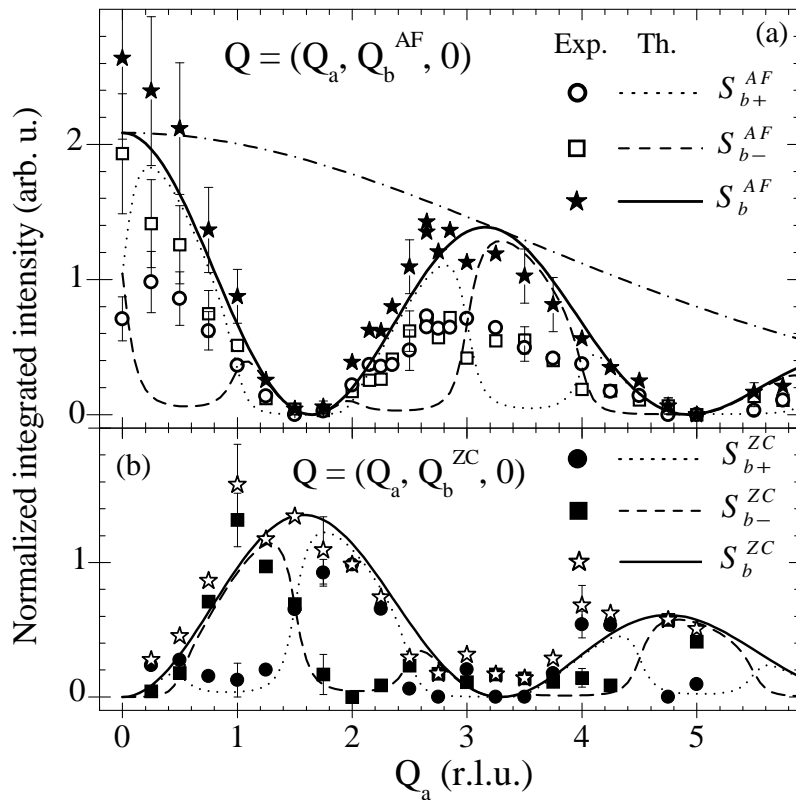 (a)
Q = (Q_a, Q_b^AF, 0)
Exp. Th.
S_b+^AF
S_b-^AF
S_b^AF
2
1
0
Normalized integrated intensity (arb. u.)
(b)
Q = (Q_a, Q_b^ZC, 0)
S_b+^ZC
S_b-^ZC
S_b^ZC
1
0
0 1 2 3 4 5
Q_a (r.l.u.)